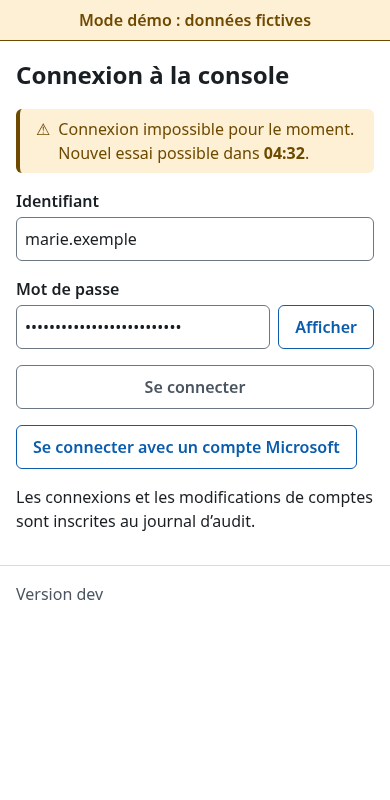 Mode démo : données fictives
Connexion à la console
⚠ Connexion impossible pour le moment.
Nouvel essai possible dans 04:32.
Identifiant
marie.exemple
Mot de passe
••••••••••••••••••••••••••
Afficher
Se connecter
Se connecter avec un compte Microsoft
Les connexions et les modifications de comptes
sont inscrites au journal d’audit.
Version dev